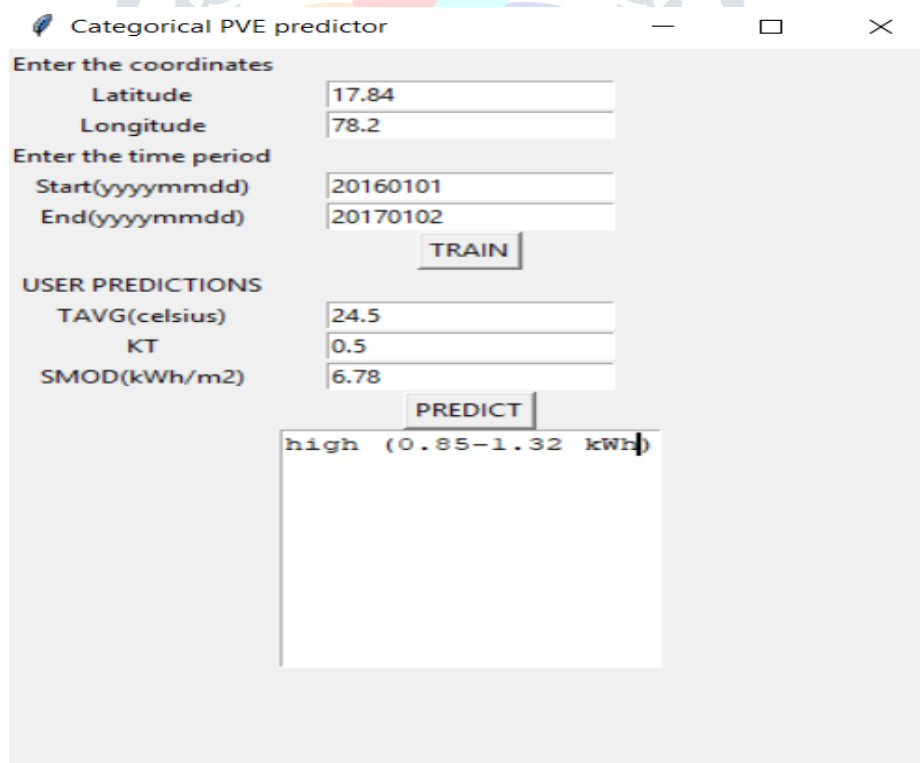 Categorical PVE predictor
Enter the coordinates
Latitude 17.84
Longitude 78.2
Enter the time period
Start(yyyymmdd) 20160101
End(yyyymmdd) 20170102
TRAIN
USER PREDICTIONS
TAVG(celsius) 24.5
KT 0.5
SMOD(kWh/m2) 6.78
PREDICT
high (0.85-1.32 kWh)